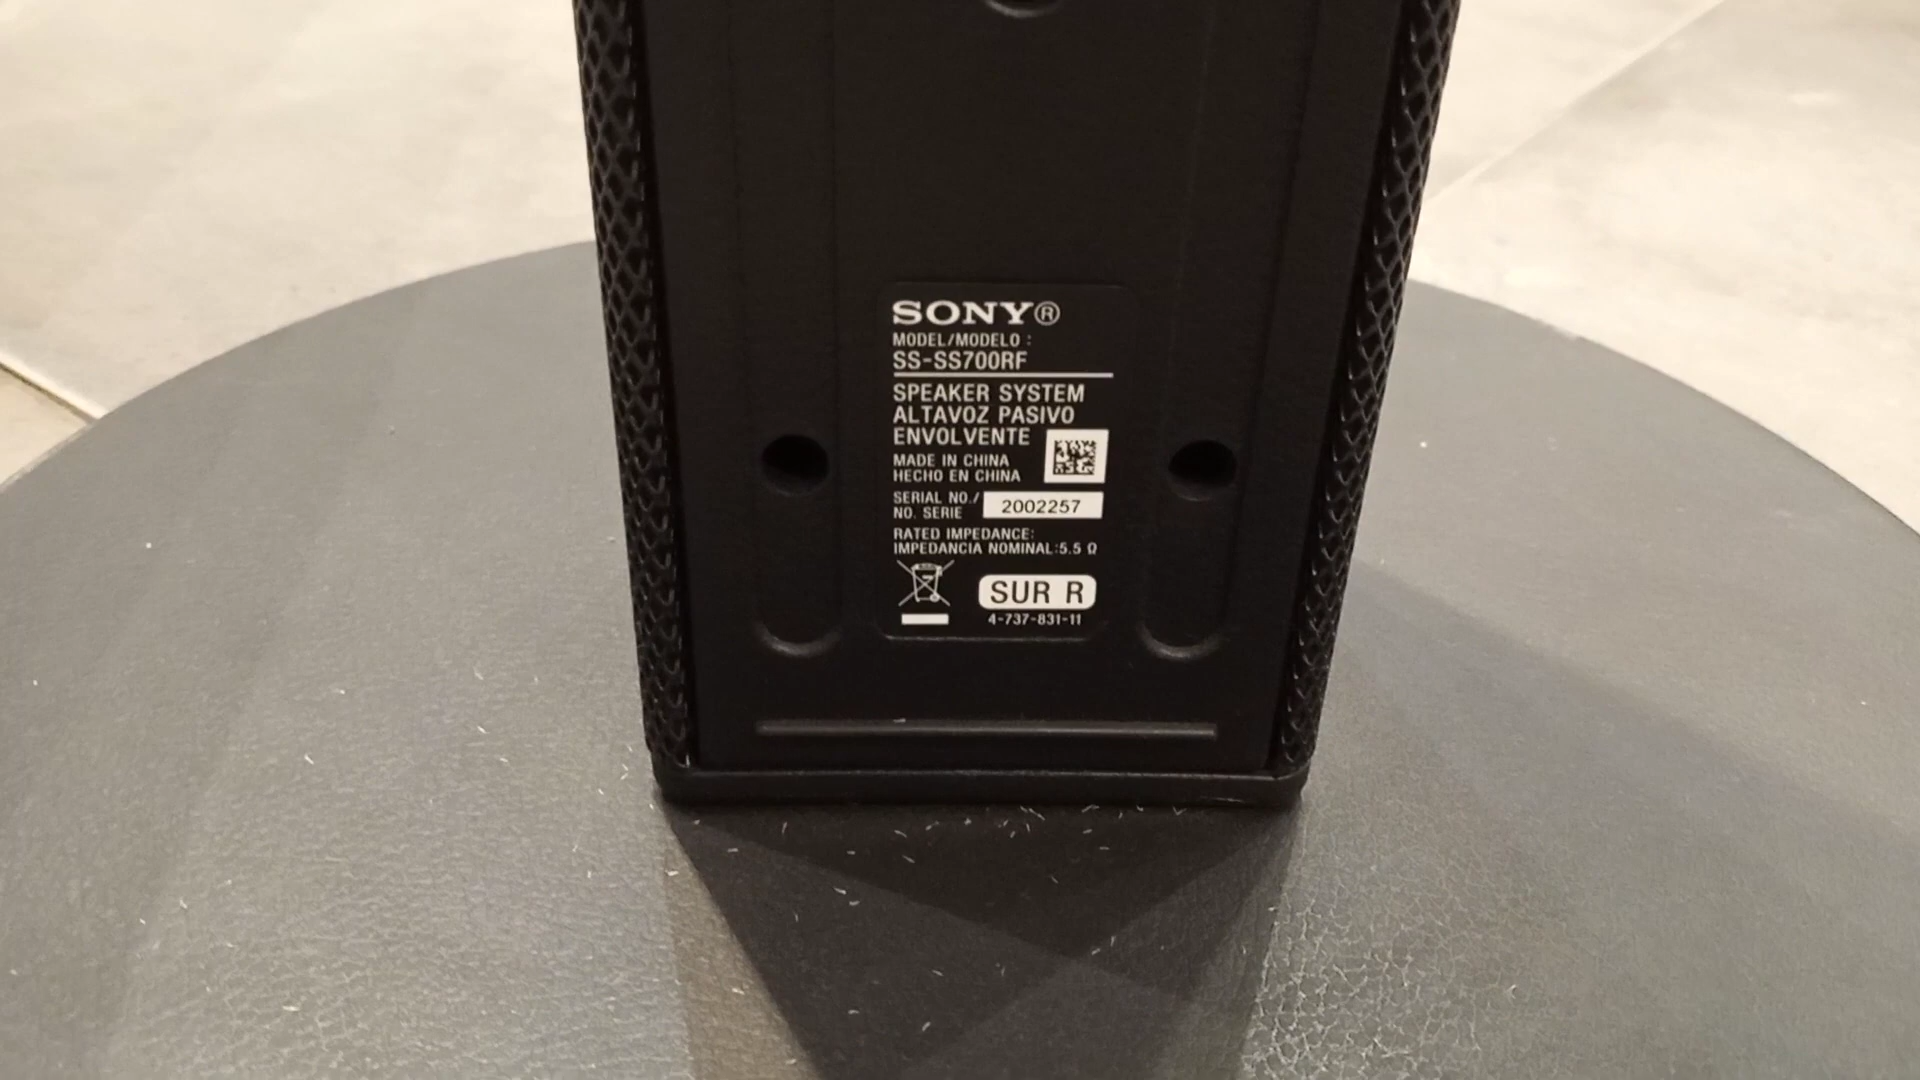 SONY®
MODEL/MODELO :
SS-SS700RF
SPEAKER SYSTEM
ALTAVOZ PASIVO
ENVOLVENTE
MADE IN CHINA
HECHO EN CHINA
SERIAL NO./
NO. SERIE
2002257
RATED IMPEDANCE:
IMPEDANCIA NOMINAL:5.5 Ω
SUR R
4-737-831-11